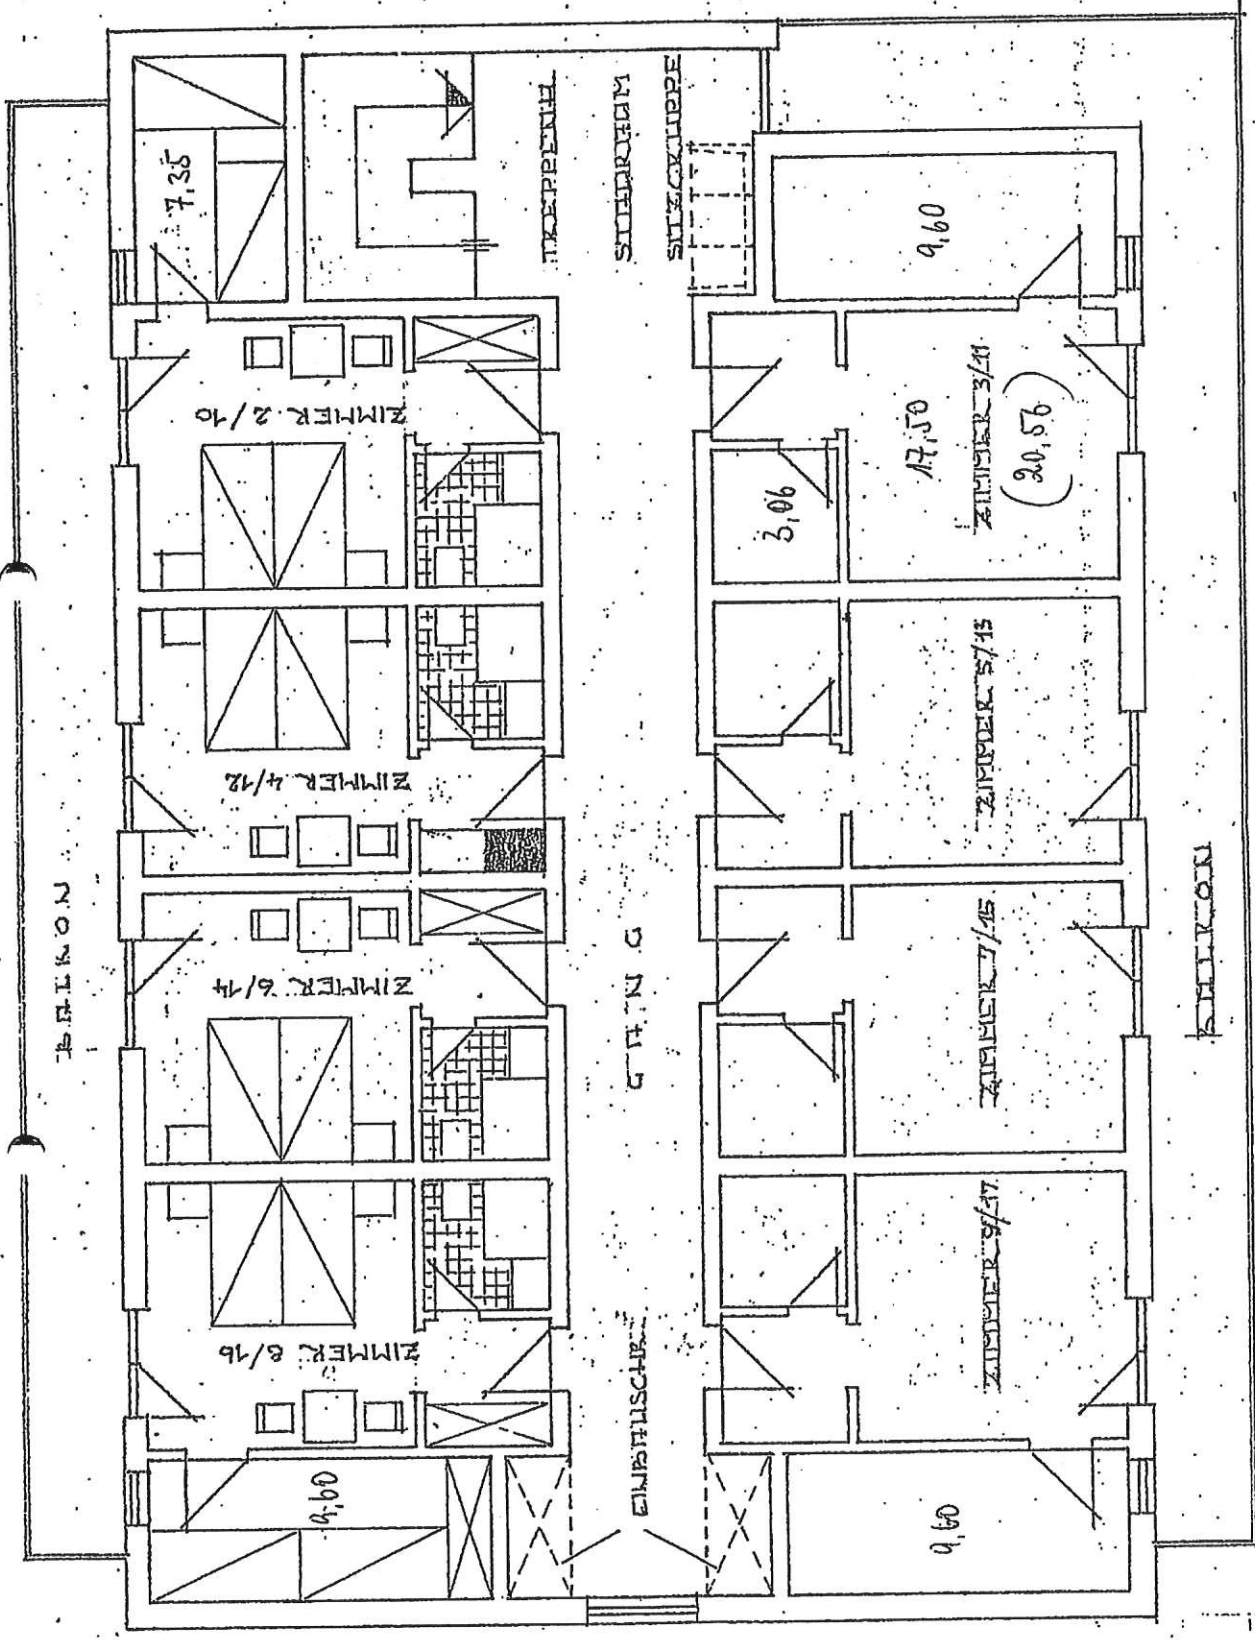 7,35
TREPPENH
STAURAUM
SITZGRUPPE
9,60
ZIMMER 2/10
3,06
17,50
ZIMMER 3/11
(20,56)
ZIMMER 4/12
ZIMMER 5/13
BALKON
GANG
BALKON
ZIMMER 6/14
ZIMMER 7/15
ZIMMER 8/16
EINBAUSCHR.
ZIMMER 9/17
9,60
9,60